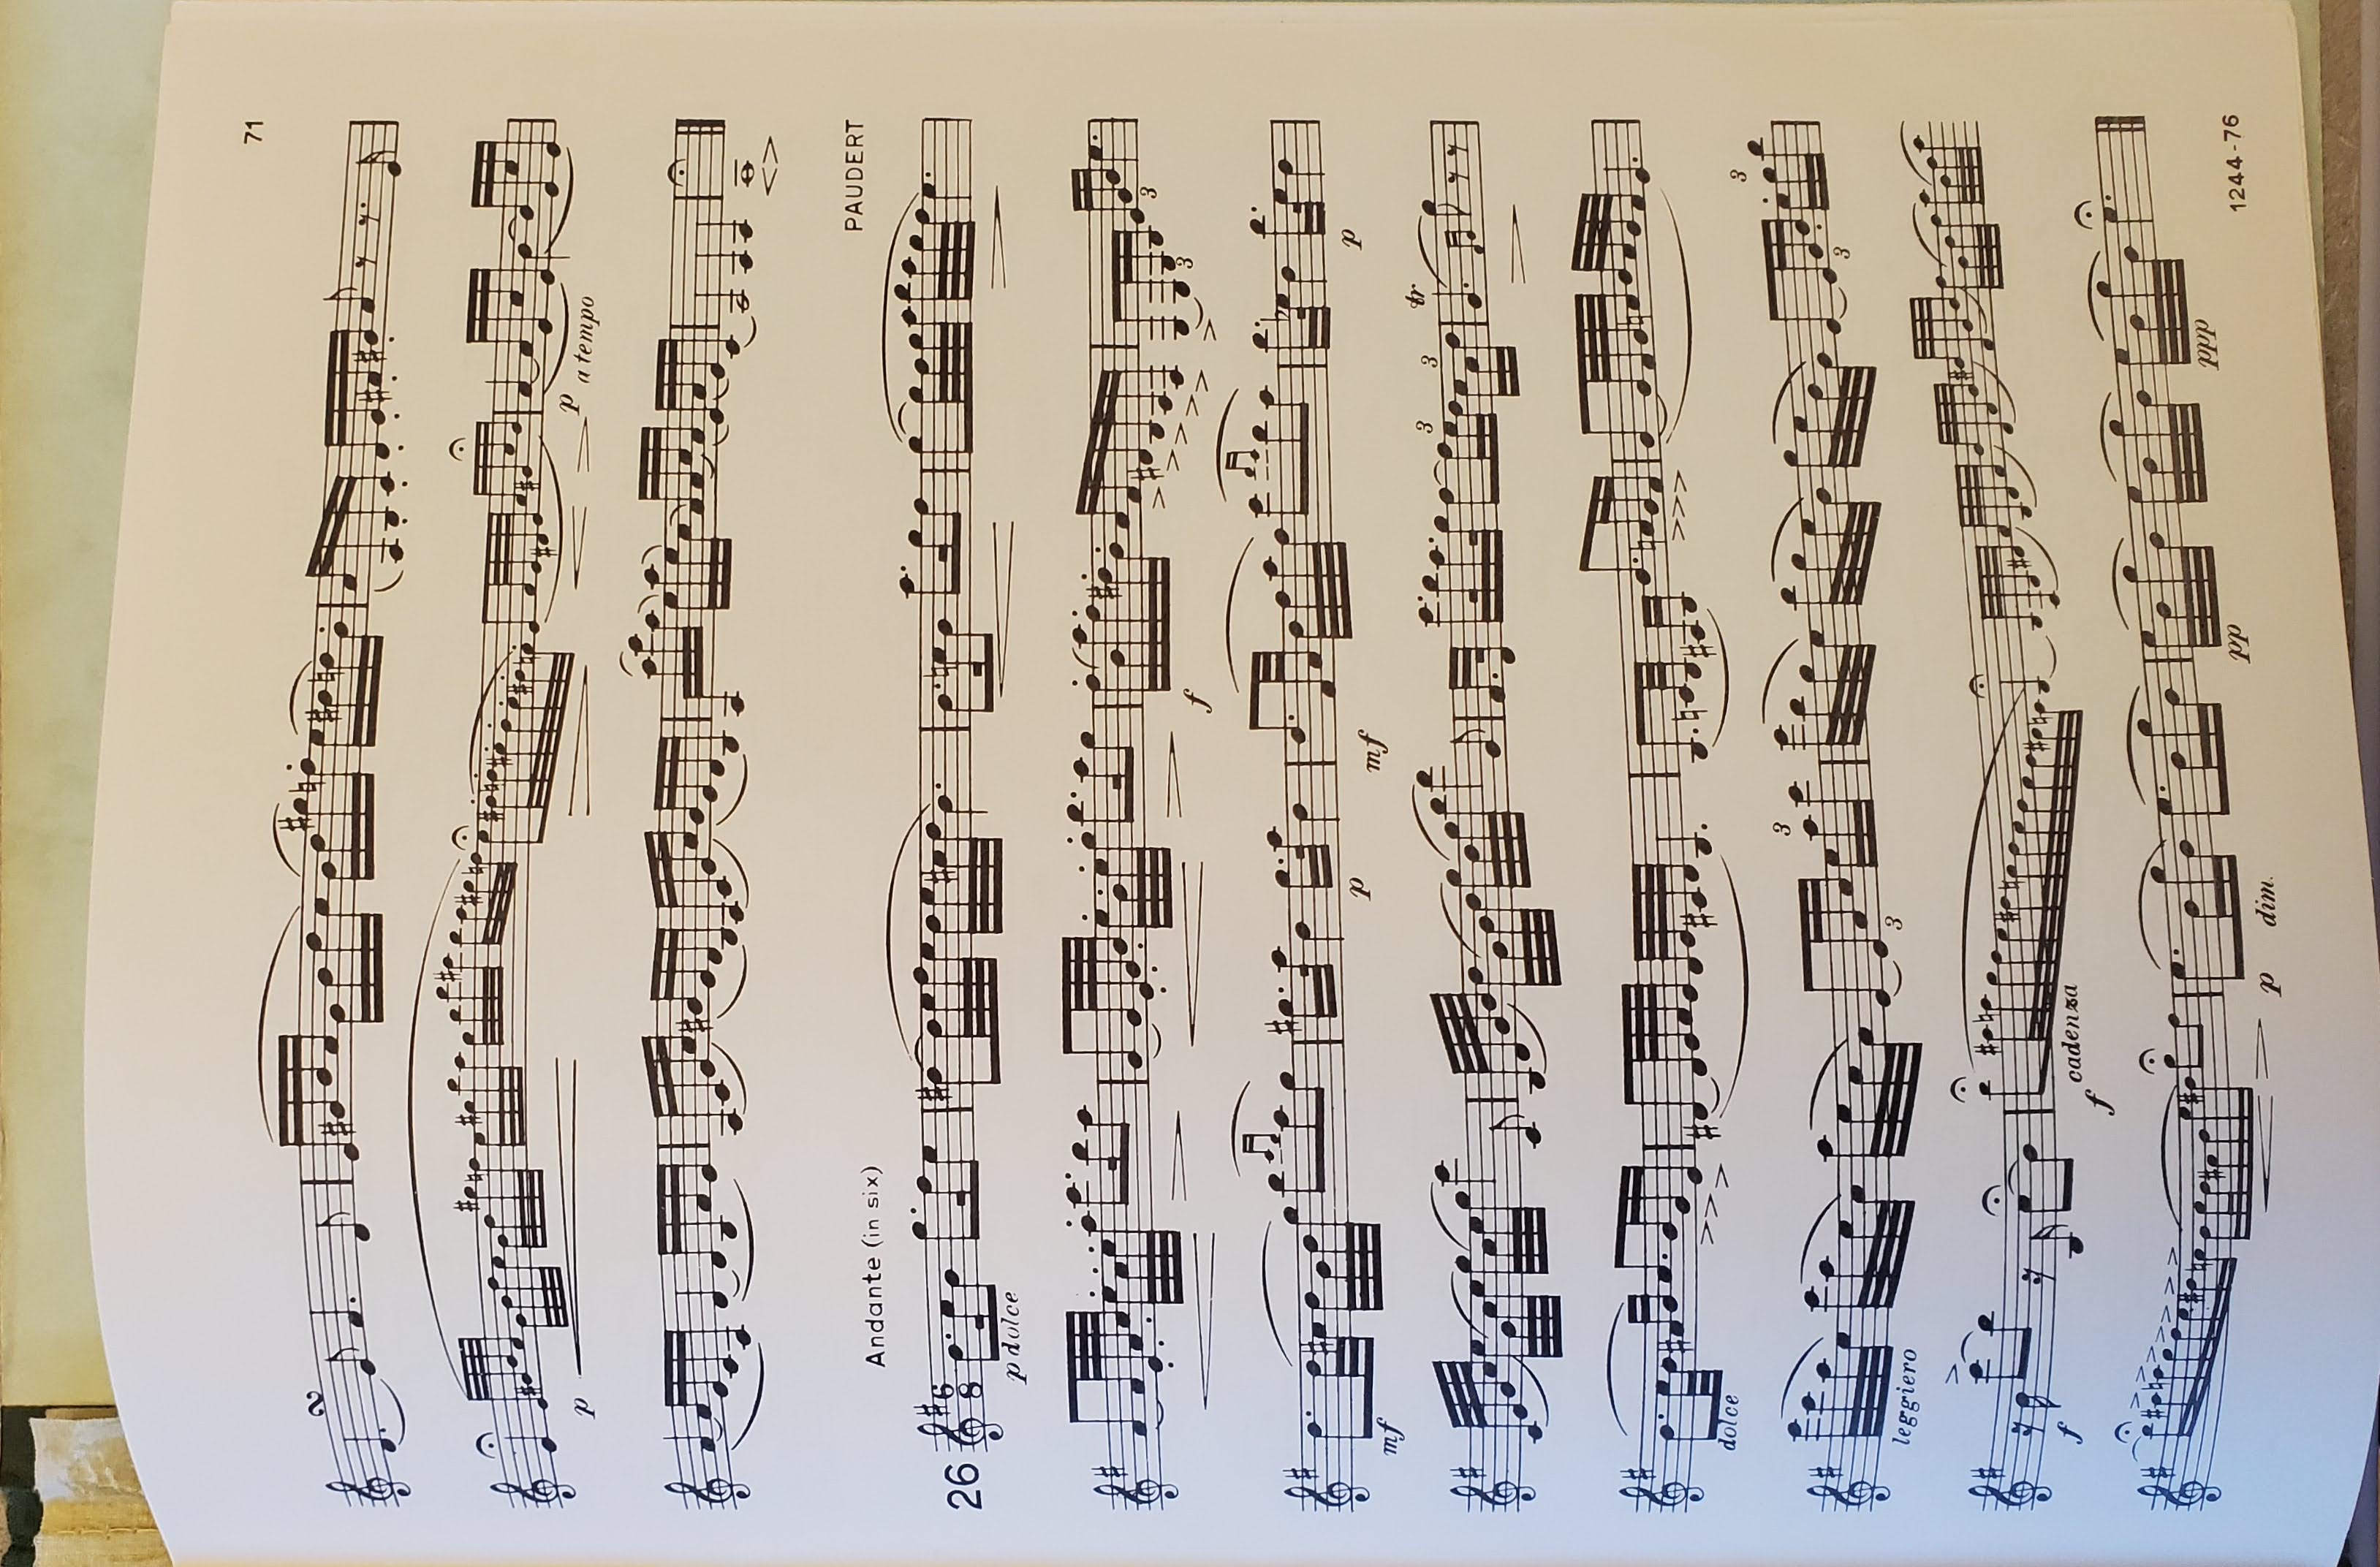 71
p
p a tempo
Andante (in six)
PAUDERT
26
6
8
p dolce
f
3
3
mf
p
mf
p
3
3
tr
dolce
3
3
leggiero
3
3
f
f cadenza
p dim.
pp
ppp
1244-76